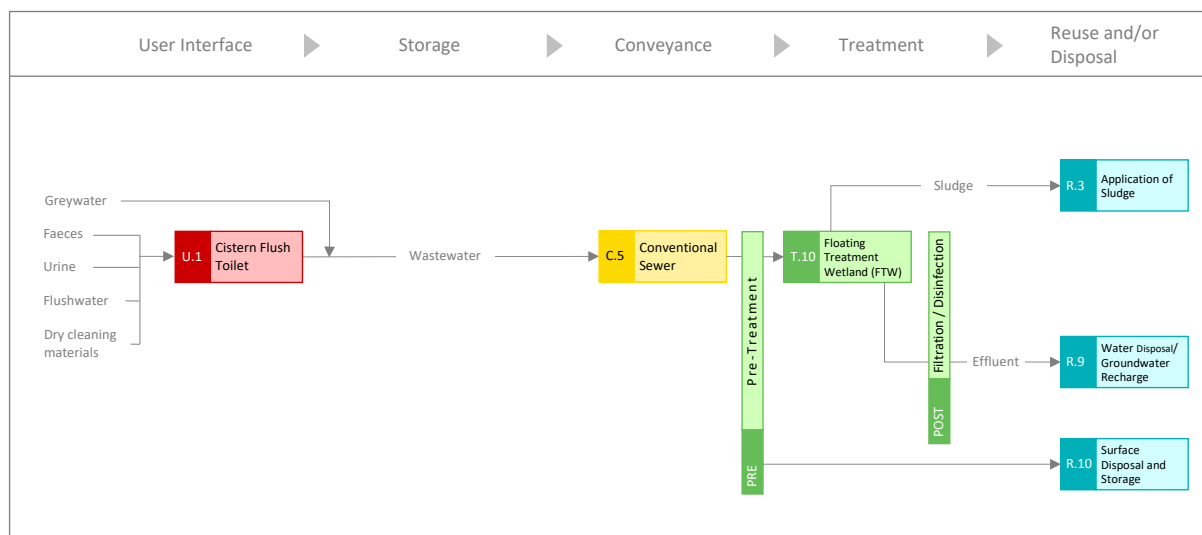 User Interface
Storage
Conveyance
Treatment
Reuse and/or
Disposal
Greywater
Faeces
Urine
Flushwater
Dry cleaning
materials
U.1
Cistern Flush
Toilet
Wastewater
C.5
Conventional
Sewer
Pre-Treatment
PRE
T.10
Floating
Treatment
Wetland (FTW)
Filtration / Disinfection
POST
Sludge
R.3
Application of
Sludge
Effluent
R.9
Water Disposal/
Groundwater
Recharge
R.10
Surface
Disposal and
Storage